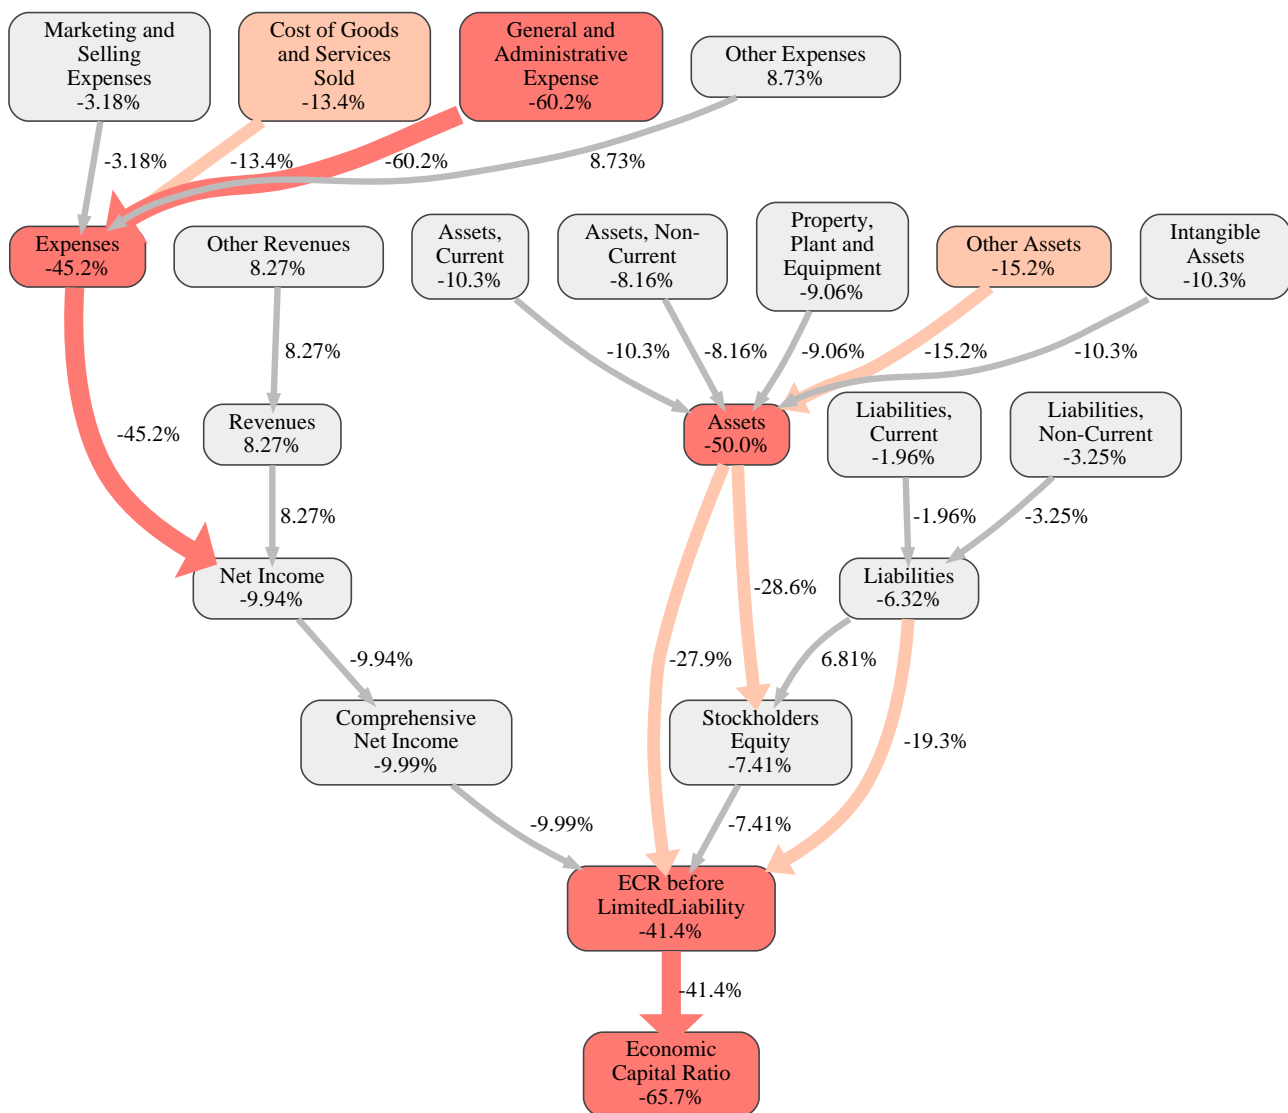 Marketing and
Selling
Expenses
-3.18%
Cost of Goods
and Services
Sold
-13.4%
General and
Administrative
Expense
-60.2%
Other Expenses
8.73%
-3.18%
-13.4%
-60.2%
8.73%
Expenses
-45.2%
Other Revenues
8.27%
Assets,
Current
-10.3%
Assets, Non-
Current
-8.16%
Property,
Plant and
Equipment
-9.06%
Other Assets
-15.2%
Intangible
Assets
-10.3%
8.27%
-10.3%
-8.16%
-9.06%
-15.2%
-10.3%
-45.2%
Revenues
8.27%
Assets
-50.0%
Liabilities,
Current
-1.96%
Liabilities,
Non-Current
-3.25%
8.27%
-1.96%
-3.25%
Net Income
-9.94%
-28.6%
Liabilities
-6.32%
-9.94%
-27.9%
6.81%
Comprehensive
Net Income
-9.99%
Stockholders
Equity
-7.41%
-19.3%
-9.99%
-7.41%
ECR before
LimitedLiability
-41.4%
-41.4%
Economic
Capital Ratio
-65.7%